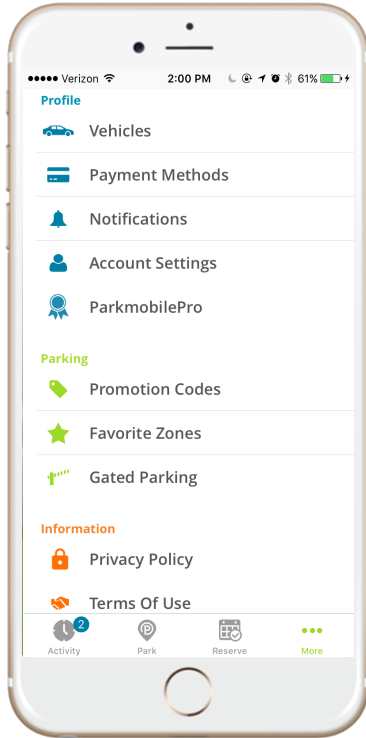 Verizon 2:00 PM 61%
Profile
Vehicles
Payment Methods
Notifications
Account Settings
ParkmobilePro
Parking
Promotion Codes
Favorite Zones
Gated Parking
Information
Privacy Policy
Terms Of Use
2
Activity Park Reserve More